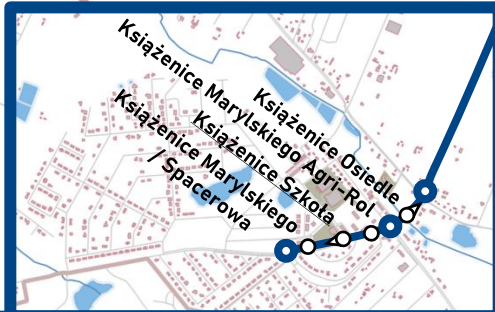 Książenice Osiedle
Książenice Marylskiego Agri-Rol
Książenice Szkoła
Książenice Marylskiego
/ Spacerowa